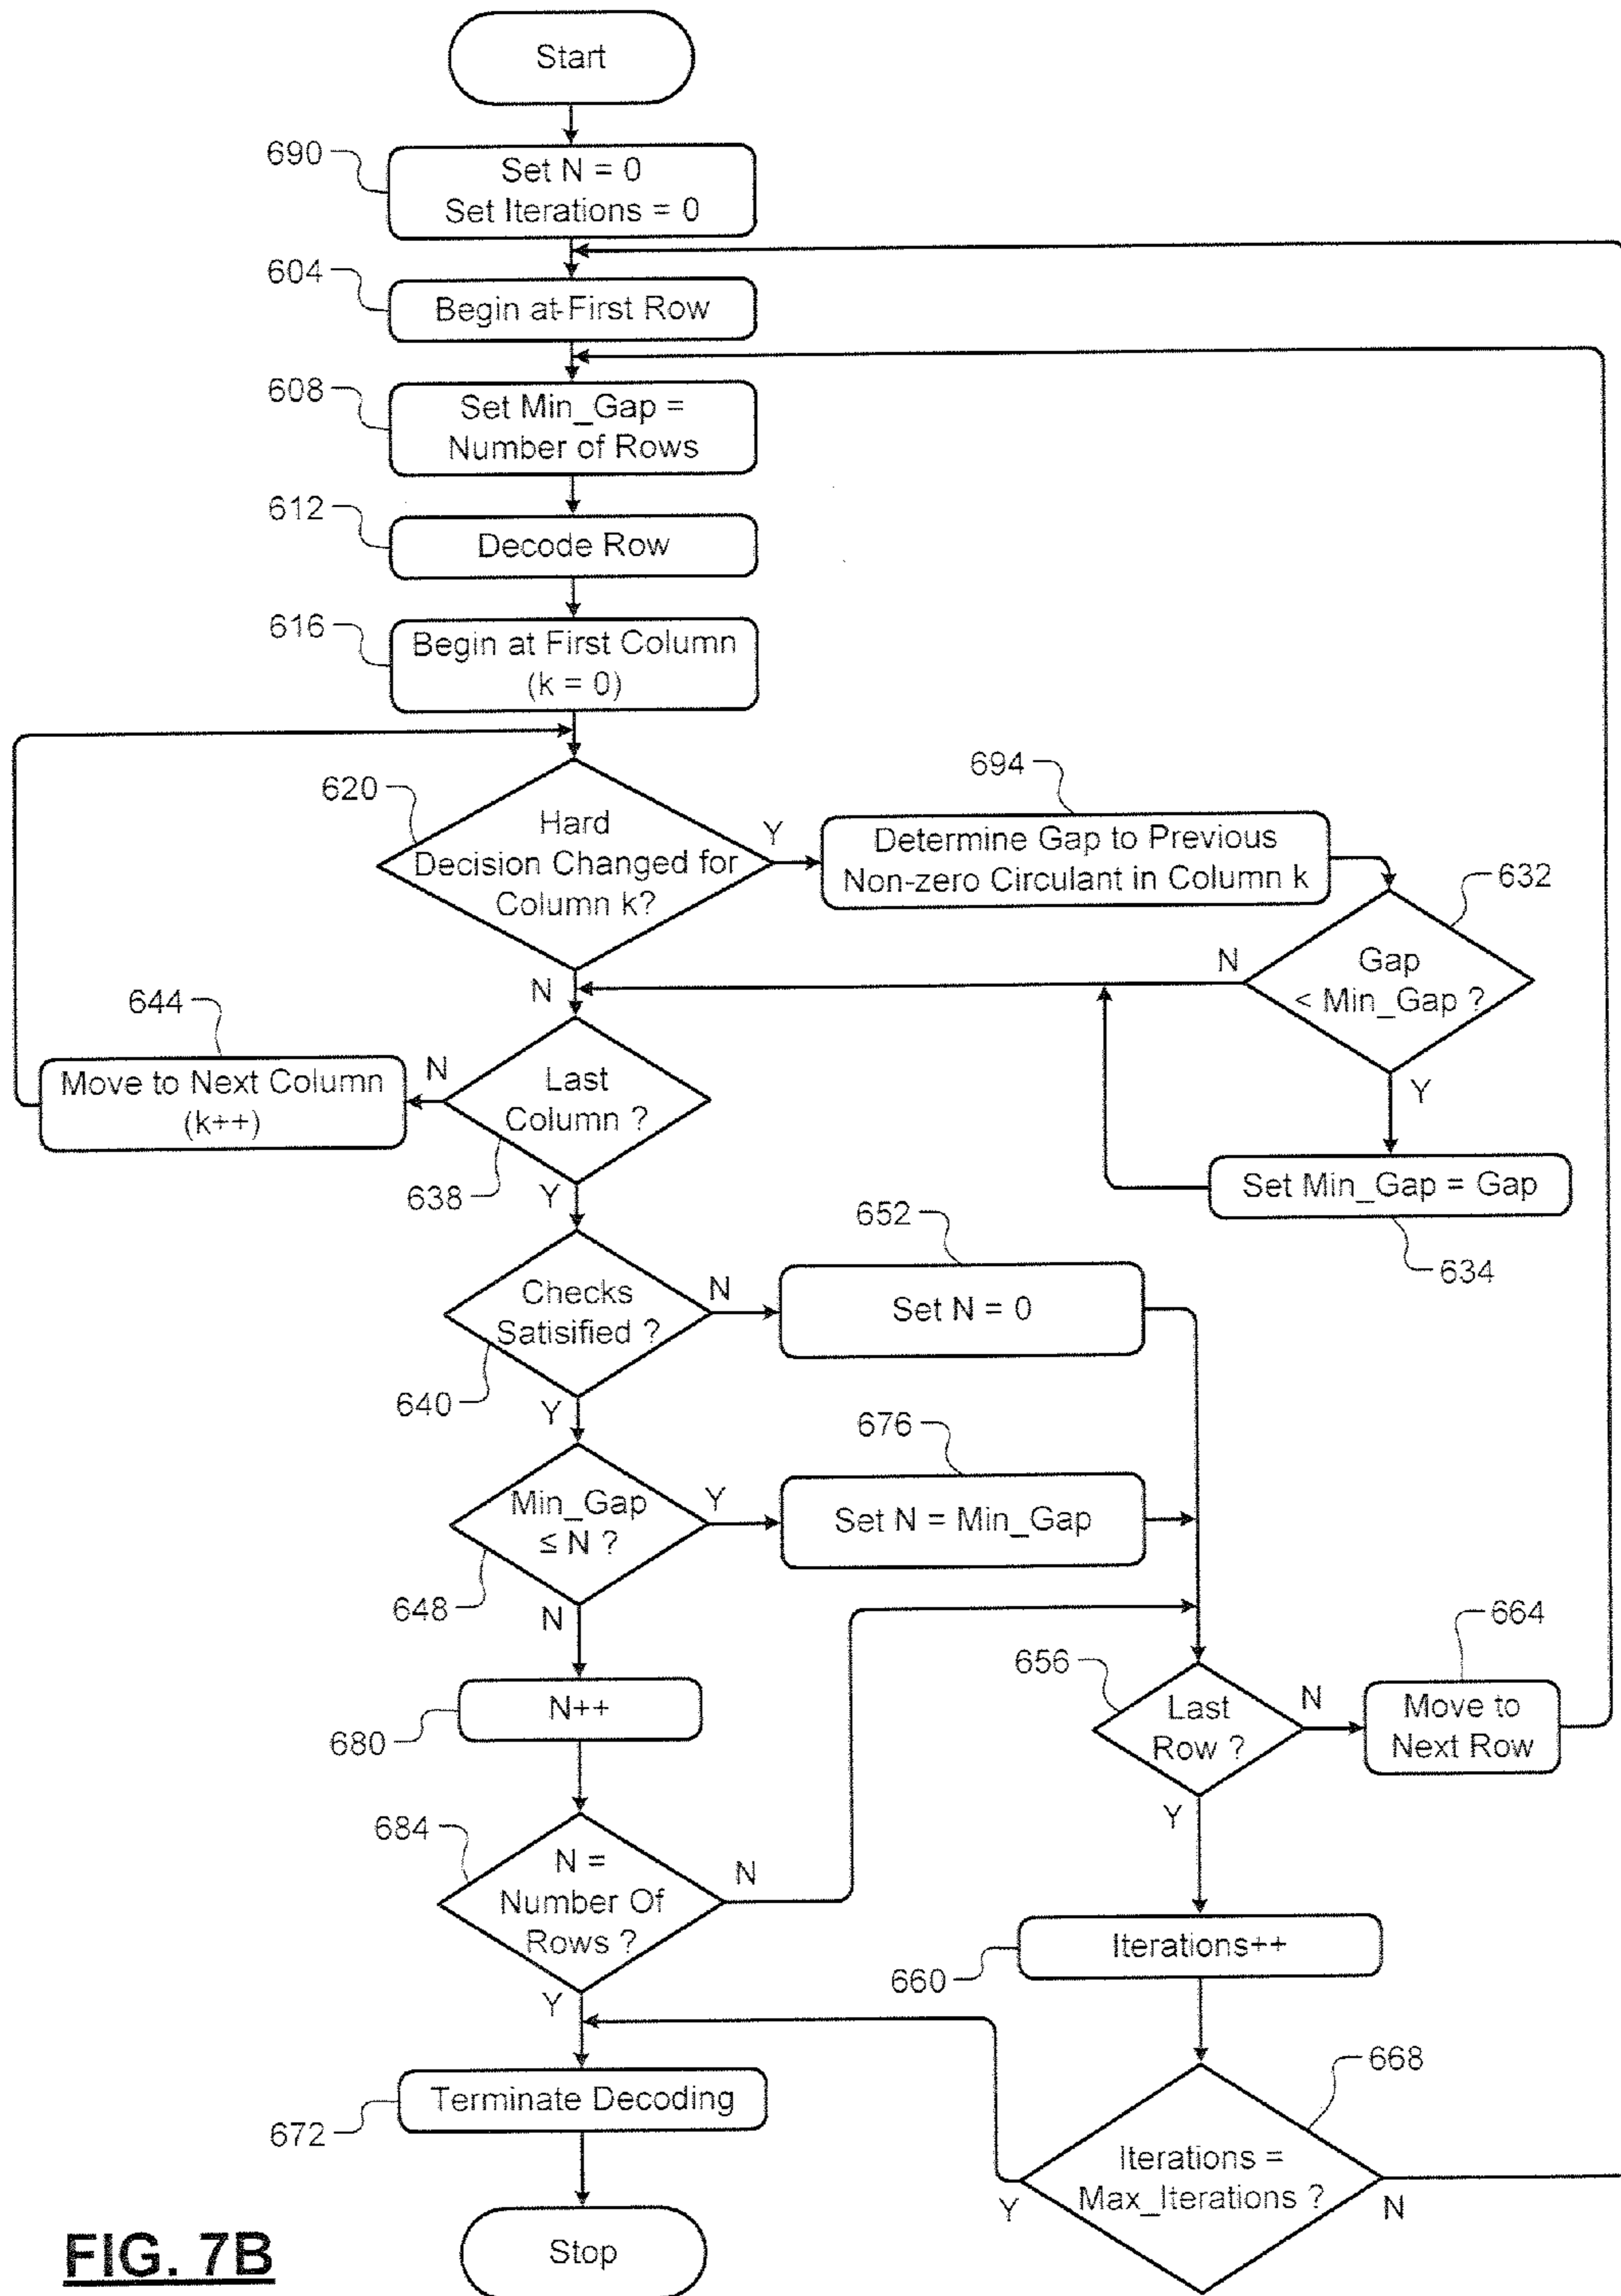 Start
690
Set N = 0
Set Iterations = 0
604
Begin at First Row
608
Set Min_Gap =
Number of Rows
612
Decode Row
616
Begin at First Column
(k = 0)
620
Hard
Decision Changed for
Column k?
Y
N
694
Determine Gap to Previous
Non-zero Circulant in Column k
632
Gap
< Min_Gap ?
N
Y
Set Min_Gap = Gap
634
644
Move to Next Column
(k++)
N
Last
Column ?
638
Y
Checks
Satisified ?
640
N
Y
652
Set N = 0
Min_Gap
≤ N ?
648
Y
N
676
Set N = Min_Gap
N++
680
684
N =
Number Of
Rows ?
N
Y
656
Last
Row ?
N
Y
664
Move to
Next Row
Iterations++
660
668
Iterations =
Max_Iterations ?
Y
N
Terminate Decoding
672
Stop
FIG. 7B